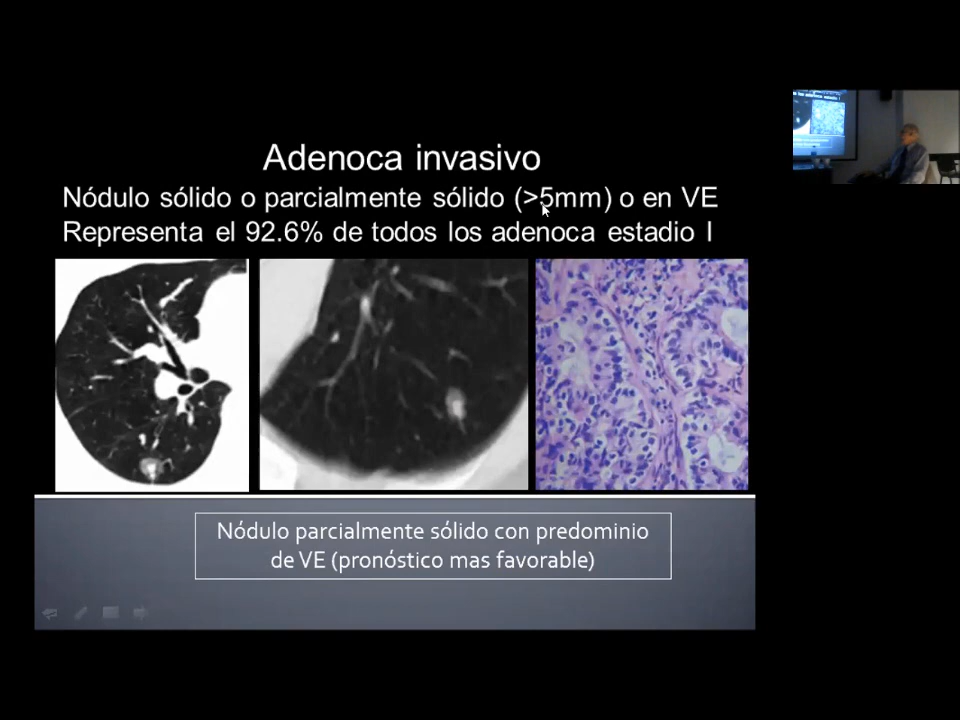 Adenoca invasivo
Nódulo sólido o parcialmente sólido (>5mm) o en VE
Representa el 92.6% de todos los adenoca estadio I
Nódulo parcialmente sólido con predominio
de VE (pronóstico mas favorable)